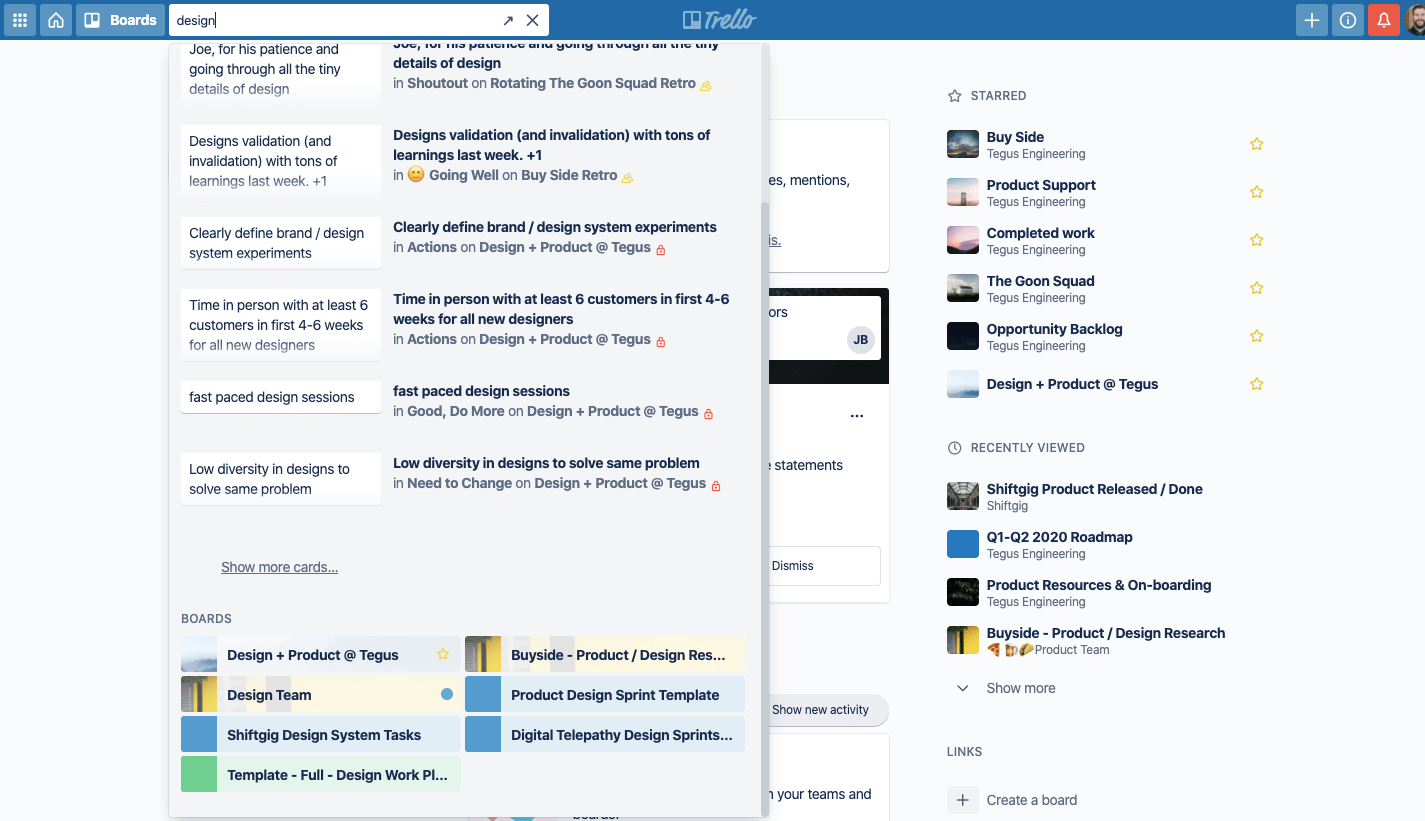 Boards
design
Trello
Joe, for his patience and
going through all the tiny
details of design
Joe, for his patience and going through all the tiny
details of design
in Shoutout on Rotating The Goon Squad Retro
Designs validation (and
invalidation) with tons of
learnings last week. +1
Designs validation (and invalidation) with tons of
learnings last week. +1
in 🙂 Going Well on Buy Side Retro
Clearly define brand / design
system experiments
Clearly define brand / design system experiments
in Actions on Design + Product @ Tegus
Time in person with at least 6
customers in first 4-6 weeks
for all new designers
Time in person with at least 6 customers in first 4-6
weeks for all new designers
in Actions on Design + Product @ Tegus
fast paced design sessions
fast paced design sessions
in Good, Do More on Design + Product @ Tegus
Low diversity in designs to
solve same problem
Low diversity in designs to solve same problem
in Need to Change on Design + Product @ Tegus
Show more cards...
BOARDS
Design + Product @ Tegus
Buyside - Product / Design Res...
Design Team
Product Design Sprint Template
Shiftgig Design System Tasks
Digital Telepathy Design Sprints...
Template - Full - Design Work Pl...
es, mentions,
is.
ors
JB
statements
Dismiss
Show new activity
your teams and
STARRED
Buy Side
Tegus Engineering
Product Support
Tegus Engineering
Completed work
Tegus Engineering
The Goon Squad
Tegus Engineering
Opportunity Backlog
Tegus Engineering
Design + Product @ Tegus
RECENTLY VIEWED
Shiftgig Product Released / Done
Shiftgig
Q1-Q2 2020 Roadmap
Tegus Engineering
Product Resources & On-boarding
Tegus Engineering
Buyside - Product / Design Research
🍕🍺🌮Product Team
Show more
LINKS
Create a board